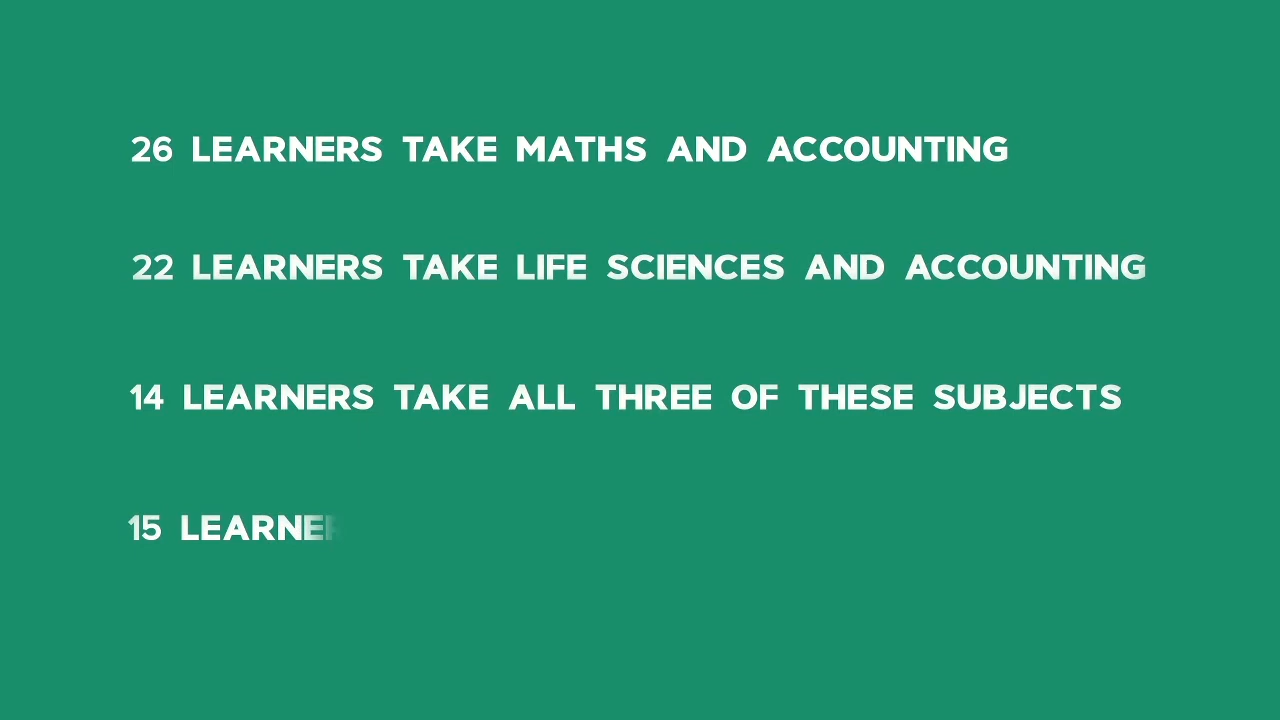 26 LEARNERS TAKE MATHS AND ACCOUNTING
22 LEARNERS TAKE LIFE SCIENCES AND ACCOUNTING
14 LEARNERS TAKE ALL THREE OF THESE SUBJECTS
15 LEARNER